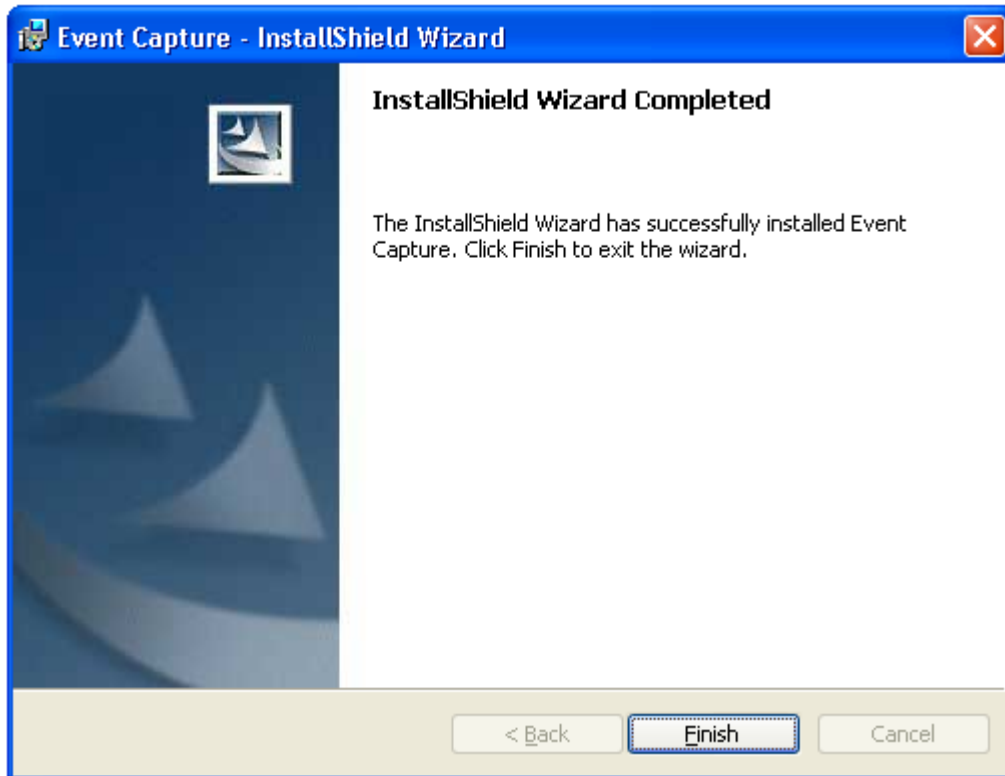 Event Capture - InstallShield Wizard
InstallShield Wizard Completed
The InstallShield Wizard has successfully installed Event
Capture. Click Finish to exit the wizard.
< Back
Finish
Cancel